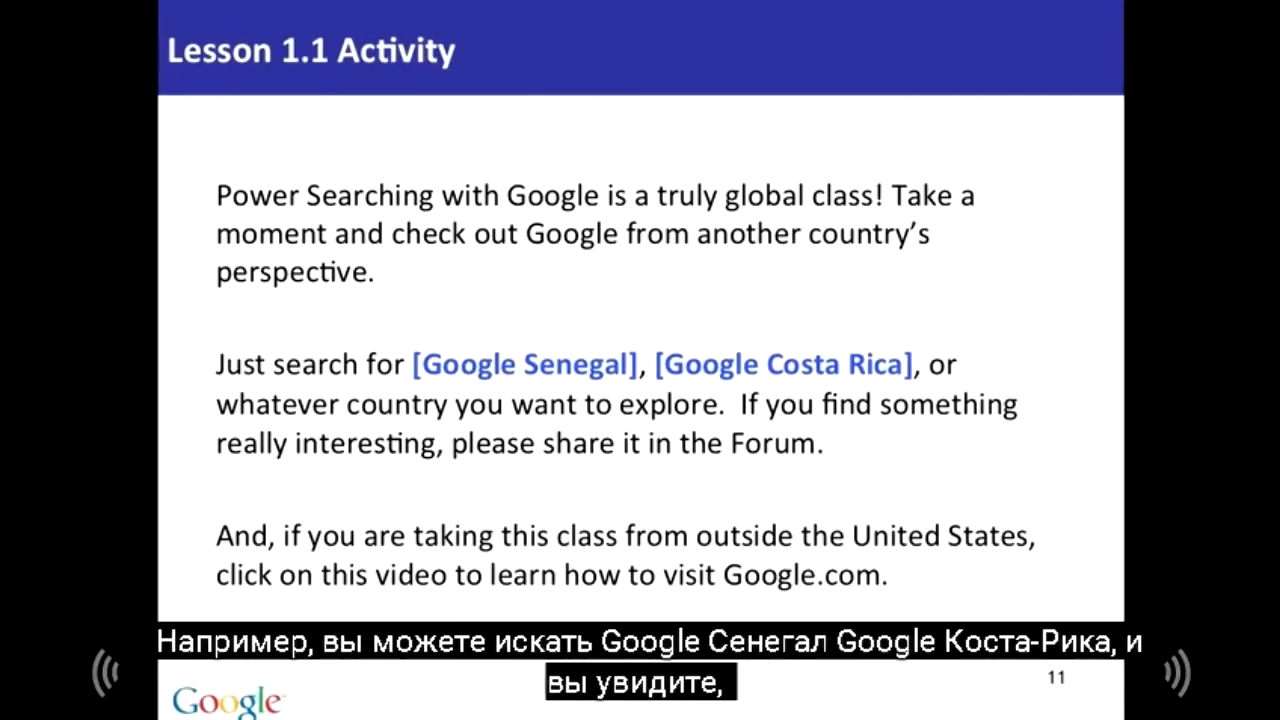 Lesson 1.1 Activity
Power Searching with Google is a truly global class! Take a
moment and check out Google from another country's
perspective.
Just search for [Google Senegal], [Google Costa Rica], or
whatever country you want to explore.  If you find something
really interesting, please share it in the Forum.
And, if you are taking this class from outside the United States,
click on this video to learn how to visit Google.com.
Например, вы можете искать Google Сенегал Google Коста-Рика, и
вы увидите,
11
Google